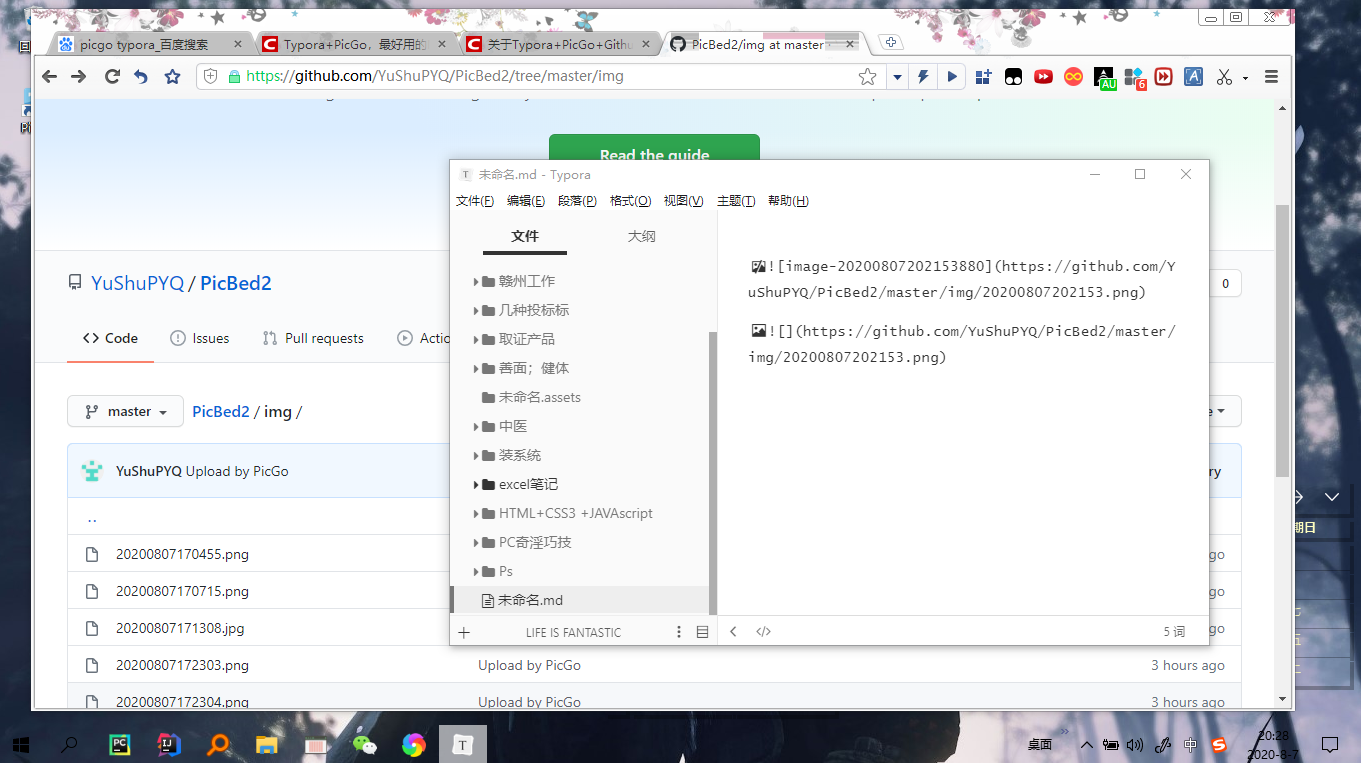 picgo typora_百度搜索
Typora+PicGo，最好用的
关于Typora+PicGo+Githu
PicBed2/img at master
https://github.com/YuShuPYQ/PicBed2/tree/master/img
AU
6
Read the guide
YuShuPYQ / PicBed2
0
Code
Issues
Pull requests
Actio
master
PicBed2 / img /
YuShuPYQ Upload by PicGo
ry
..
20200807170455.png
ago
20200807170715.png
ago
20200807171308.jpg
go
20200807172303.png
Upload by PicGo
3 hours ago
20200807172304.png
Upload by PicGo
3 hours ago
未命名.md - Typora
文件(F) 编辑(E) 段落(P) 格式(O) 视图(V) 主题(T) 帮助(H)
文件
大纲
赣州工作
几种投标标
取证产品
善面；健体
未命名.assets
中医
装系统
excel笔记
HTML+CSS3 +JAVAscript
PC奇淫巧技
Ps
未命名.md
LIFE IS FANTASTIC
![image-20200807202153880](https://github.com/Y
uShuPYQ/PicBed2/master/img/20200807202153.png)
![](https://github.com/YuShuPYQ/PicBed2/master/
img/20200807202153.png)
5 词
期日
五
桌面
中
20:28
2020-8-7